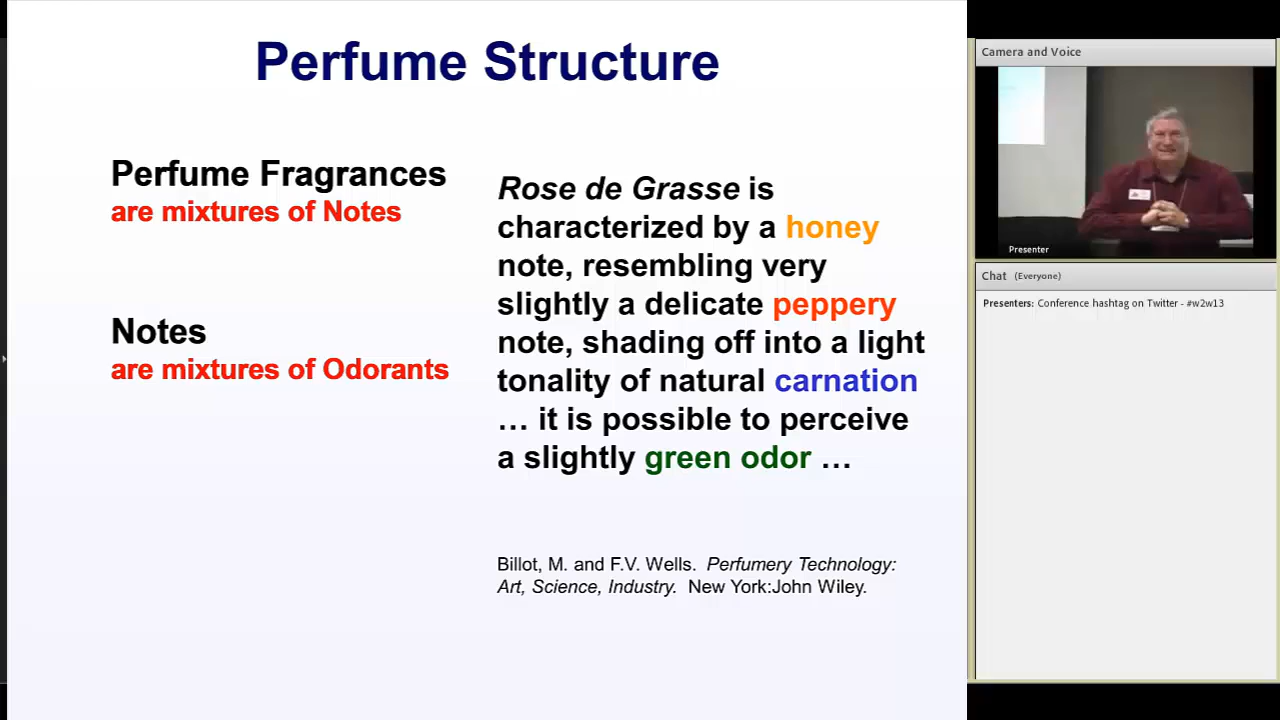 Perfume Structure
Perfume Fragrances
are mixtures of Notes
Notes
are mixtures of Odorants
Rose de Grasse is
characterized by a honey
note, resembling very
slightly a delicate peppery
note, shading off into a light
tonality of natural carnation
… it is possible to perceive
a slightly green odor …
Billot, M. and F.V. Wells. Perfumery Technology:
Art, Science, Industry. New York:John Wiley.
Camera and Voice
Presenter
Chat (Everyone)
Presenters: Conference hashtag on Twitter - #w2w13